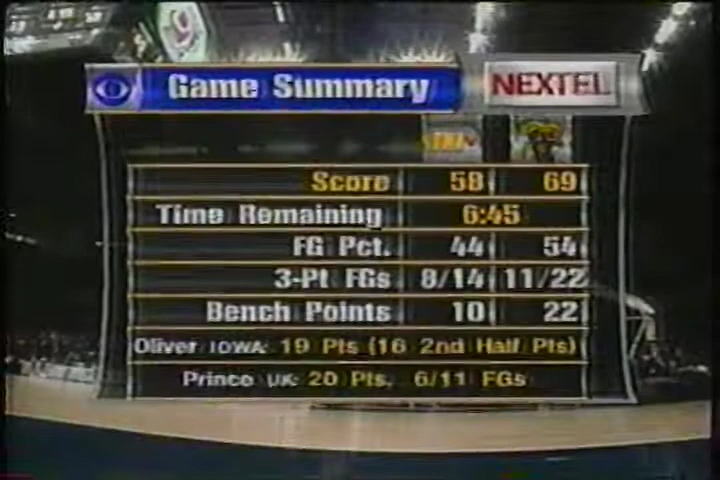 Game Summary NEXTEL
Score 58 69
Time Remaining 6:45
FG Pct. 44 54
3-Pt FGs 8/14 11/22
Bench Points 10 22
Oliver IOWA: 19 Pts (16 2nd Half Pts)
Prince UK: 20 Pts, 6/11 FGs